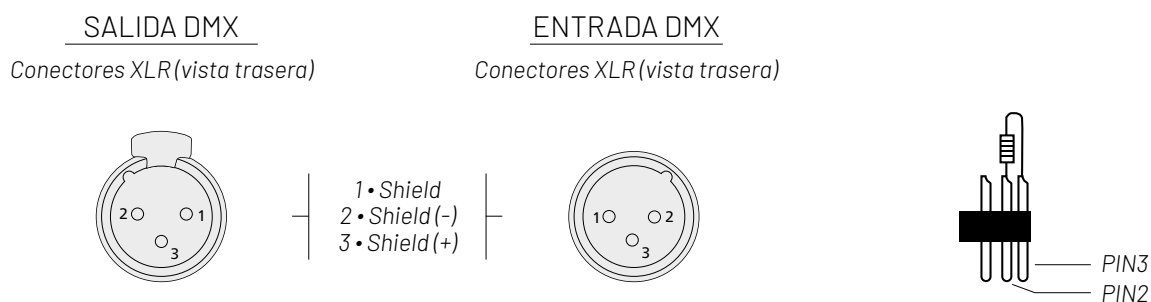 SALIDA DMX
Conectores XLR (vista trasera)
2 1
3
1 • Shield
2 • Shield (-)
3 • Shield (+)
ENTRADA DMX
Conectores XLR (vista trasera)
1 2
3
PIN3
PIN2